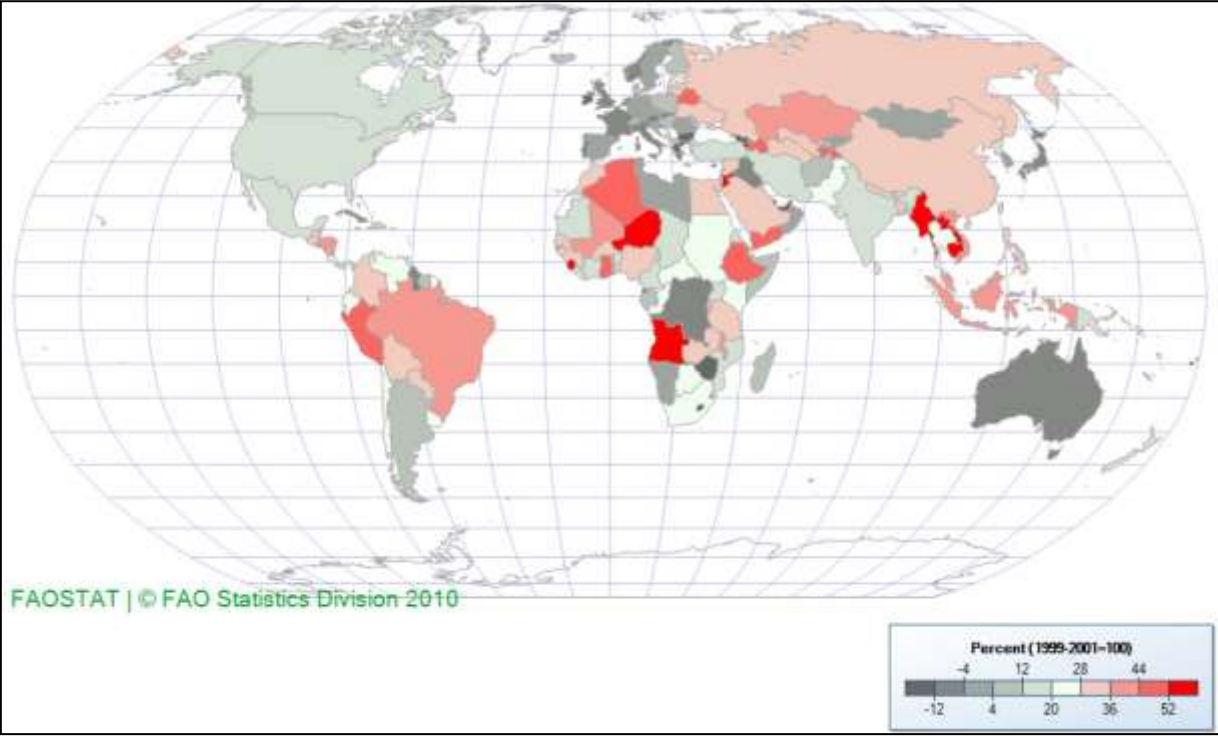 FAOSTAT | © FAO Statistics Division 2010
Percent (1999-2001=100)
-4 12 28 44
-12 4 20 36 52